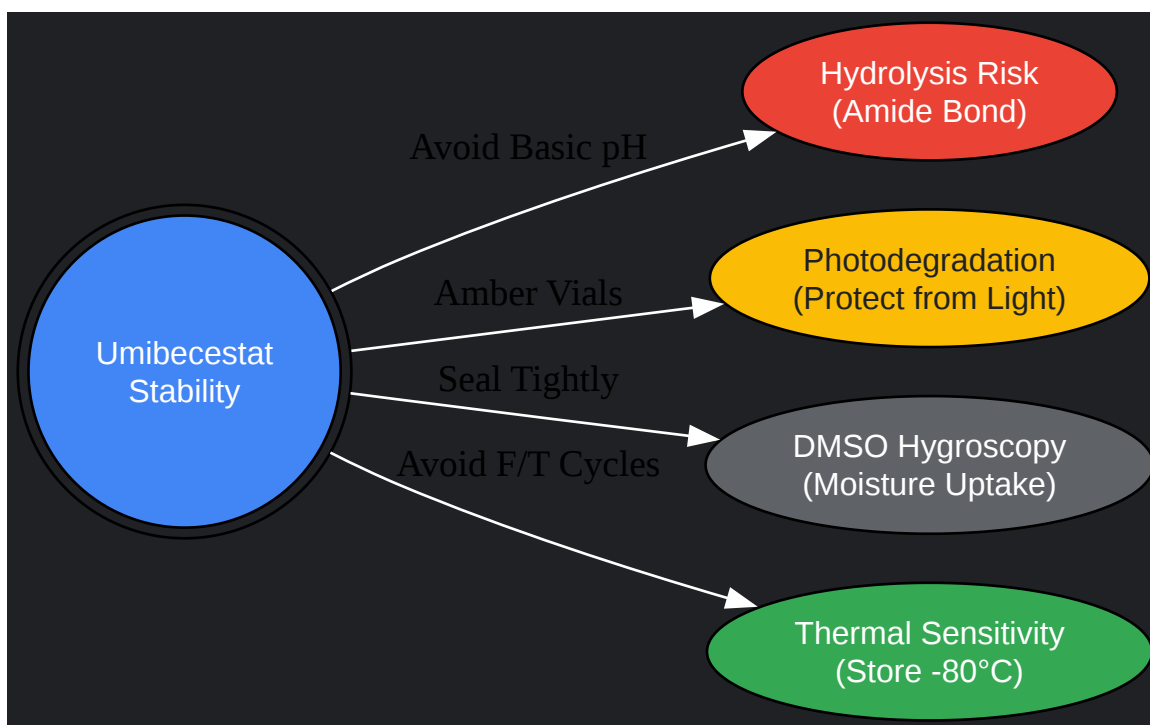 Hydrolysis Risk
(Amide Bond)
Avoid Basic pH
Photodegradation
(Protect from Light)
Amber Vials
Umibecestat
Stability
Seal Tightly
DMSO Hygroscopy
(Moisture Uptake)
Avoid F/T Cycles
Thermal Sensitivity
(Store -80°C)